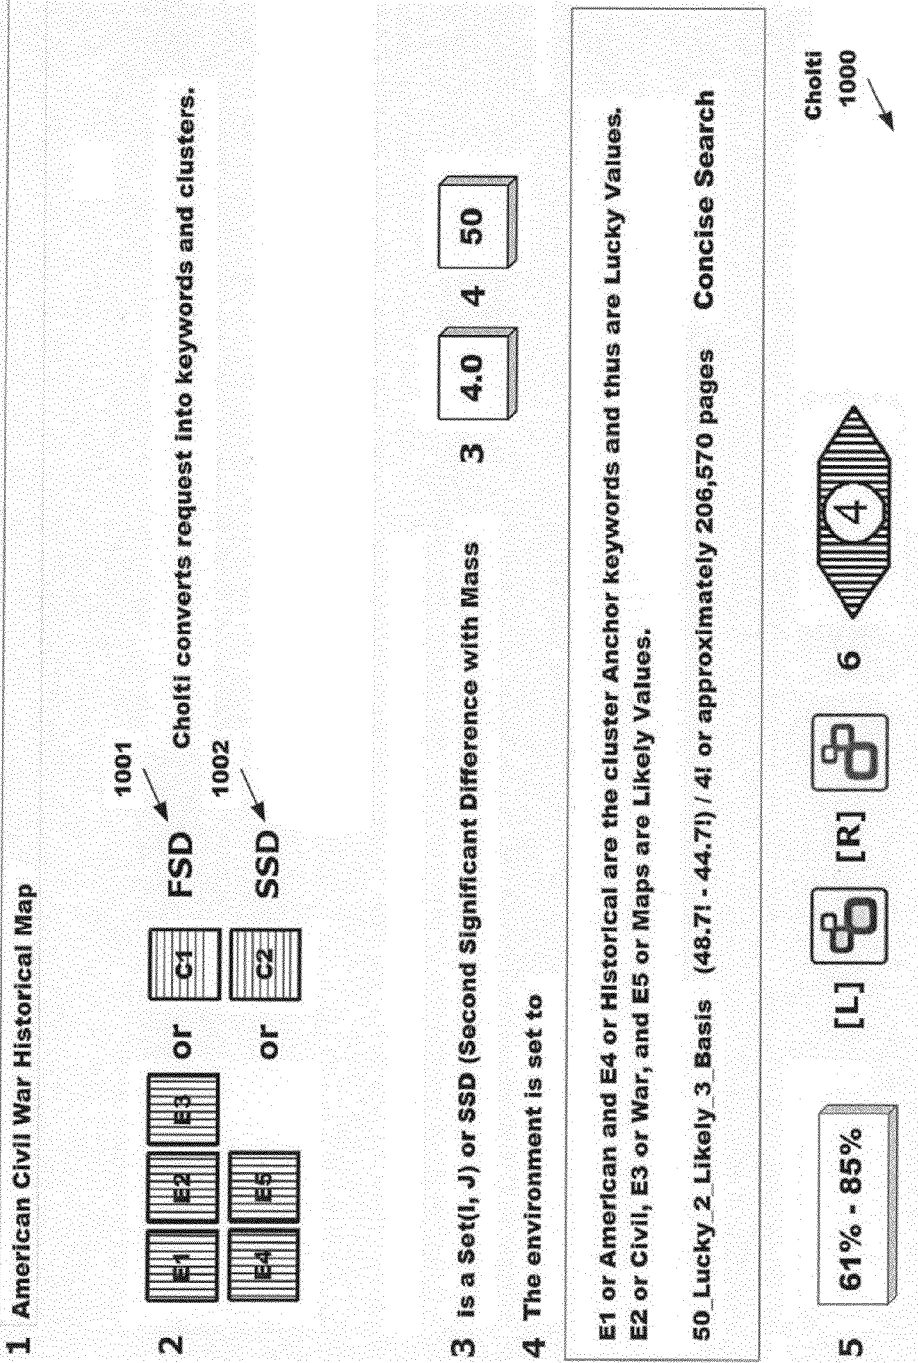 1 American Civil War Historical Map
1001
2 E1 E2 E3 or C1 FSD Cholti converts request into keywords and clusters.
1002
E4 E5 or C2 SSD
3 is a Set(I, J) or SSD (Second Significant Difference with Mass 3 4.0 4 50
4 The environment is set to
E1 or American and E4 or Historical are the cluster Anchor keywords and thus are Lucky Values.
E2 or Civil, E3 or War, and E5 or Maps are Likely Values.
50_Lucky_2_Likely_3_Basis (48.7! - 44.7!) / 4! or approximately 206,570 pages Concise Search
Cholti
1000
5 61% - 85% [L] [R] 6 4